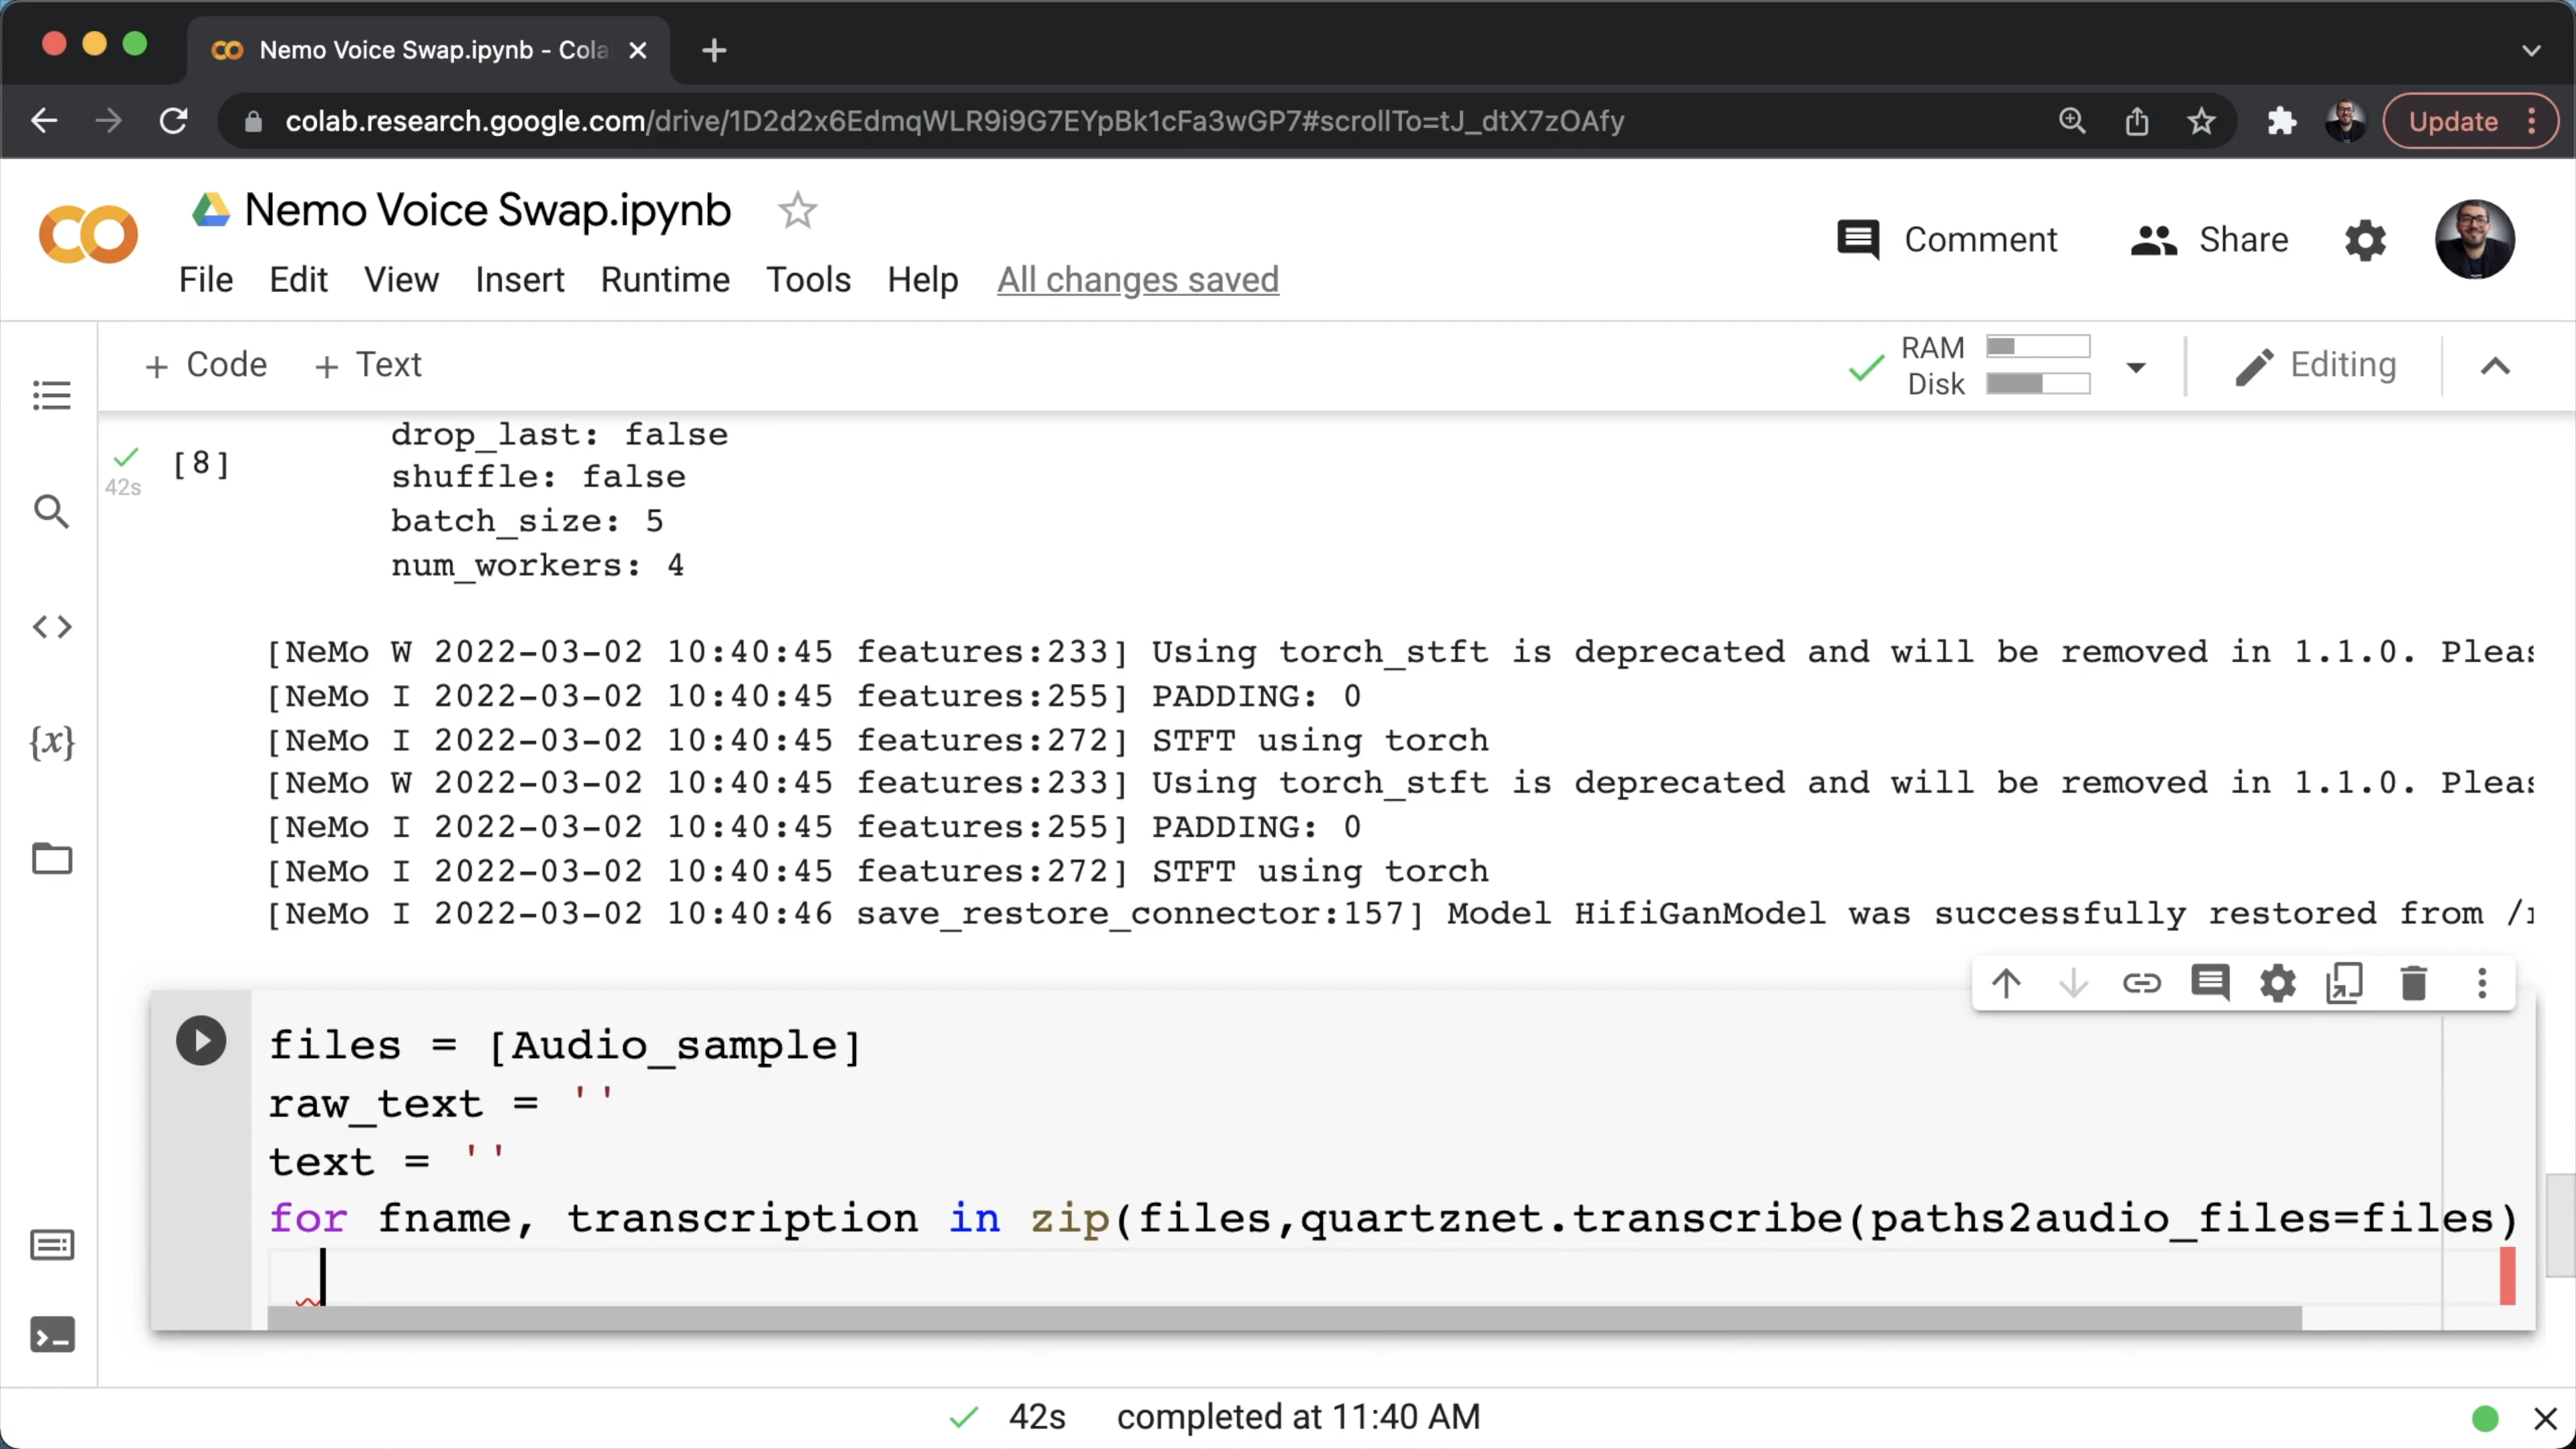 Nemo Voice Swap.ipynb - Cola
colab.research.google.com/drive/1D2d2x6EdmqWLR9i9G7EYpBk1cFa3wGP7#scrollTo=tJ_dtX7zOAfy
Update
Nemo Voice Swap.ipynb
Comment
Share
File Edit View Insert Runtime Tools Help All changes saved
+ Code + Text
RAM
Disk
Editing
drop_last: false
[8]
42s
shuffle: false
batch_size: 5
num_workers: 4
[NeMo W 2022-03-02 10:40:45 features:233] Using torch_stft is deprecated and will be removed in 1.1.0. Pleas
[NeMo I 2022-03-02 10:40:45 features:255] PADDING: 0
[NeMo I 2022-03-02 10:40:45 features:272] STFT using torch
[NeMo W 2022-03-02 10:40:45 features:233] Using torch_stft is deprecated and will be removed in 1.1.0. Pleas
[NeMo I 2022-03-02 10:40:45 features:255] PADDING: 0
[NeMo I 2022-03-02 10:40:45 features:272] STFT using torch
[NeMo I 2022-03-02 10:40:46 save_restore_connector:157] Model HifiGanModel was successfully restored from /
files = [Audio_sample]
raw_text = ''
text = ''
for fname, transcription in zip(files,quartznet.transcribe(paths2audio_files=files)
{x}
42s completed at 11:40 AM